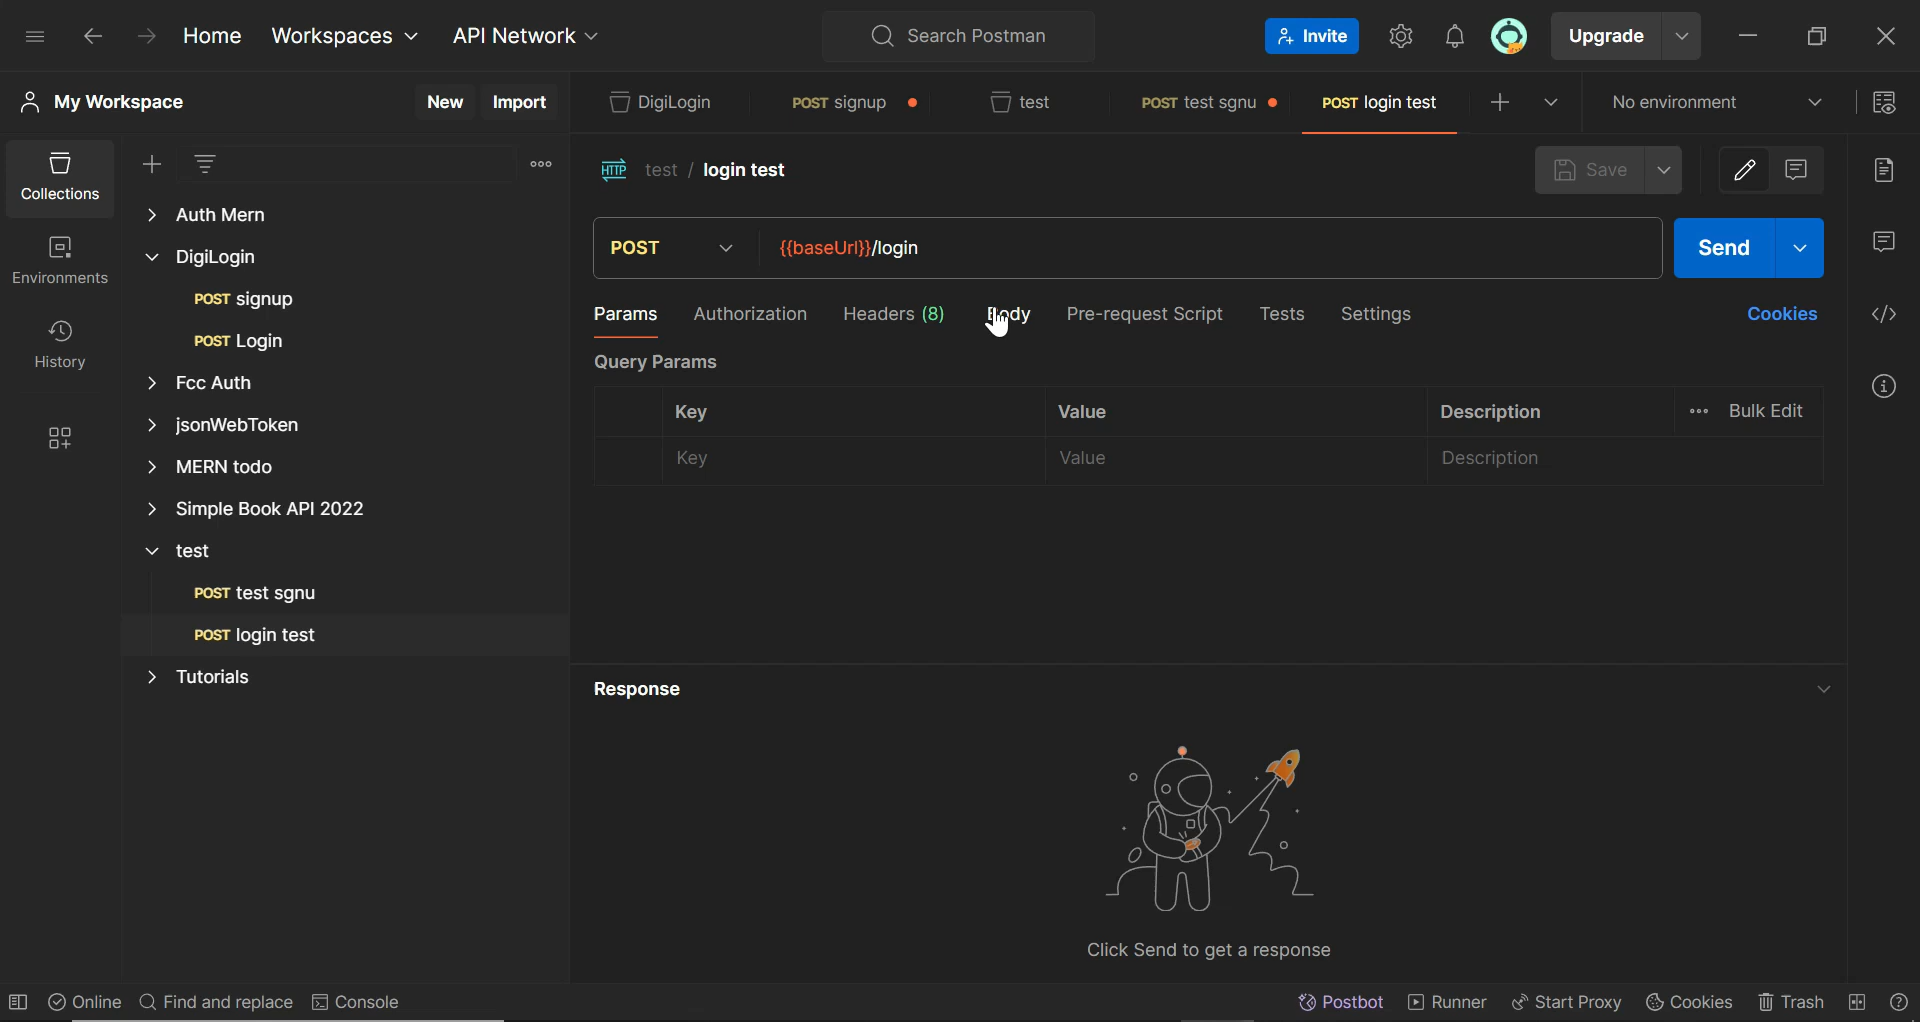 Home Workspaces API Network Search Postman Invite Upgrade
My Workspace New Import DigiLogin POST signup test POST test sgnu POST login test No environment
HTTP test / login test Save
Collections
Environments
History
Auth Mern
DigiLogin
POST signup
POST Login
Fcc Auth
jsonWebToken
MERN todo
Simple Book API 2022
test
POST test sgnu
POST login test
Tutorials
POST {{baseUrl}}/login Send
Params Authorization Headers (8) Body Pre-request Script Tests Settings Cookies
Query Params
Key Value Description Bulk Edit
Key Value Description
Response
Click Send to get a response
Online Find and replace Console Postbot Runner Start Proxy Cookies Trash